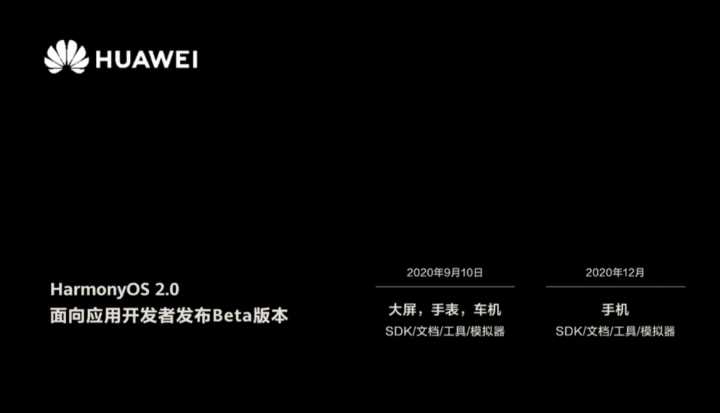 HUAWEI
HarmonyOS 2.0
面向应用开发者发布Beta版本
2020年9月10日
大屏，手表，车机
SDK/文档/工具/模拟器
2020年12月
手机
SDK/文档/工具/模拟器